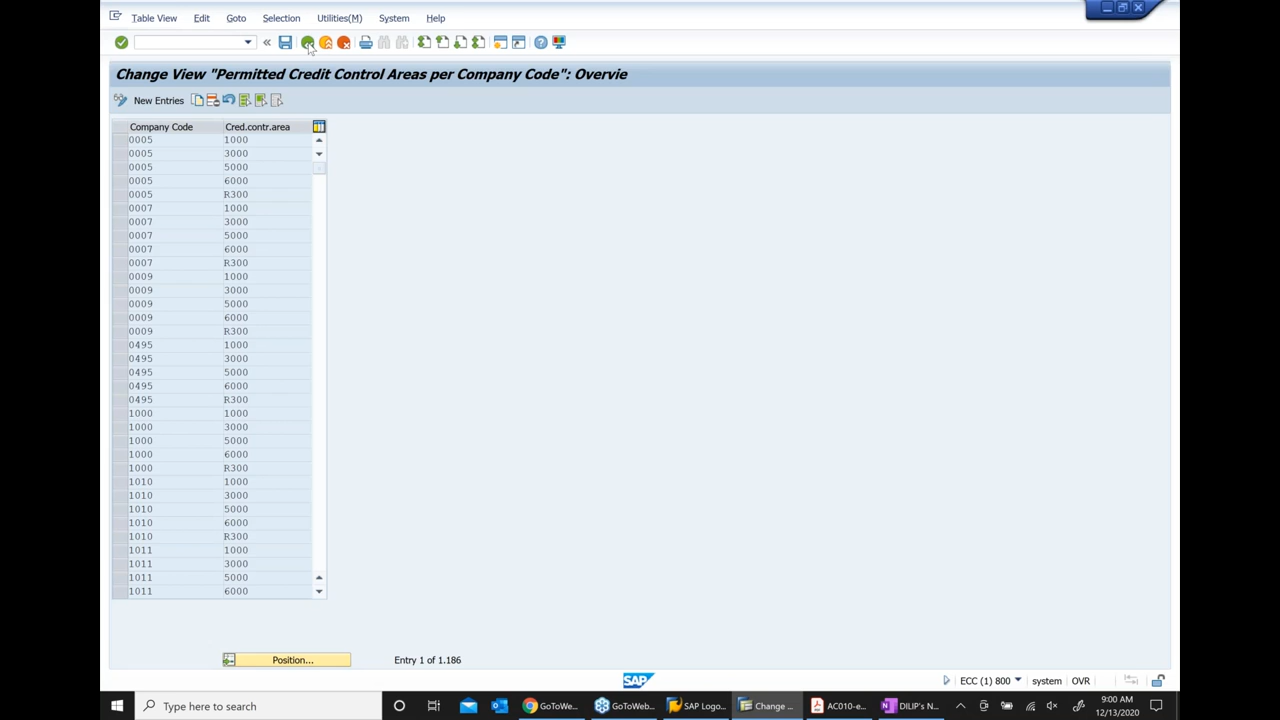 Table View Edit Goto Selection Utilities(M) System Help
Change View "Permitted Credit Control Areas per Company Code": Overvie
New Entries
Company Code Cred.contr.area
0005 1000
0005 3000
0005 5000
0005 6000
0005 R300
0007 1000
0007 3000
0007 5000
0007 6000
0007 R300
0009 1000
0009 3000
0009 5000
0009 6000
0009 R300
0495 1000
0495 3000
0495 5000
0495 6000
0495 R300
1000 1000
1000 3000
1000 5000
1000 6000
1000 R300
1010 1000
1010 3000
1010 5000
1010 6000
1010 R300
1011 1000
1011 3000
1011 5000
1011 6000
Position... Entry 1 of 1.186
SAP ECC (1) 800 system OVR
Type here to search GoToWe... GoToWeb... SAP Logo... Change ... AC010-e... DILIP's N... 9:00 AM
12/13/2020